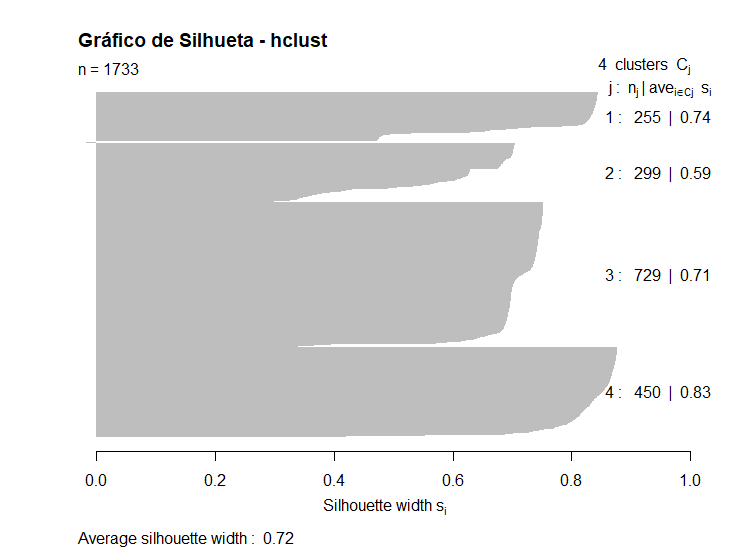 Gráfico de Silhueta - hclust
n = 1733
4 clusters Cj
j : nj | avei∈Cj si
1 : 255 | 0.74
2 : 299 | 0.59
3 : 729 | 0.71
4 : 450 | 0.83
0.0 0.2 0.4 0.6 0.8 1.0
Silhouette width si
Average silhouette width : 0.72